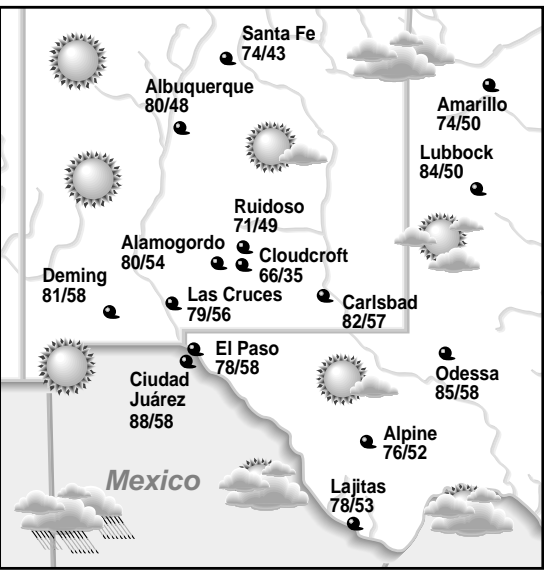 Santa Fe
74/43
Albuquerque
80/48
Amarillo
74/50
Lubbock
84/50
Ruidoso
71/49
Alamogordo
80/54
Cloudcroft
66/35
Deming
81/58
Las Cruces
79/56
Carlsbad
82/57
El Paso
78/58
Ciudad
Juárez
88/58
Odessa
85/58
Alpine
76/52
Mexico
Lajitas
78/53